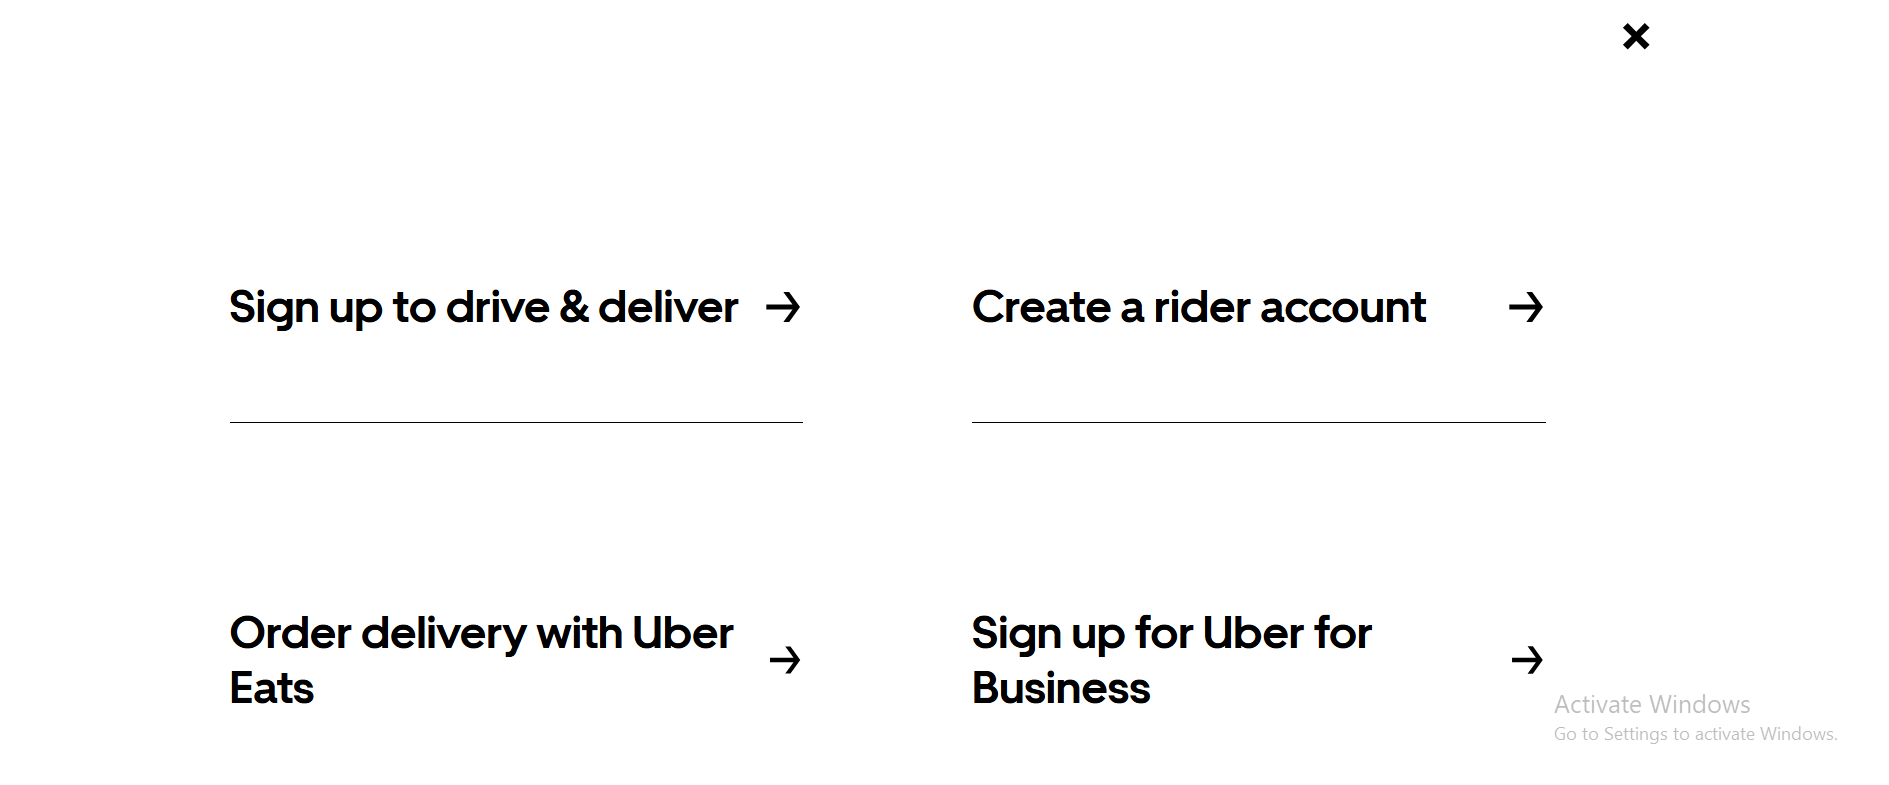 Sign up to drive & deliver
Create a rider account
Order delivery with Uber
Eats
Sign up for Uber for
Business
Activate Windows
Go to Settings to activate Windows.